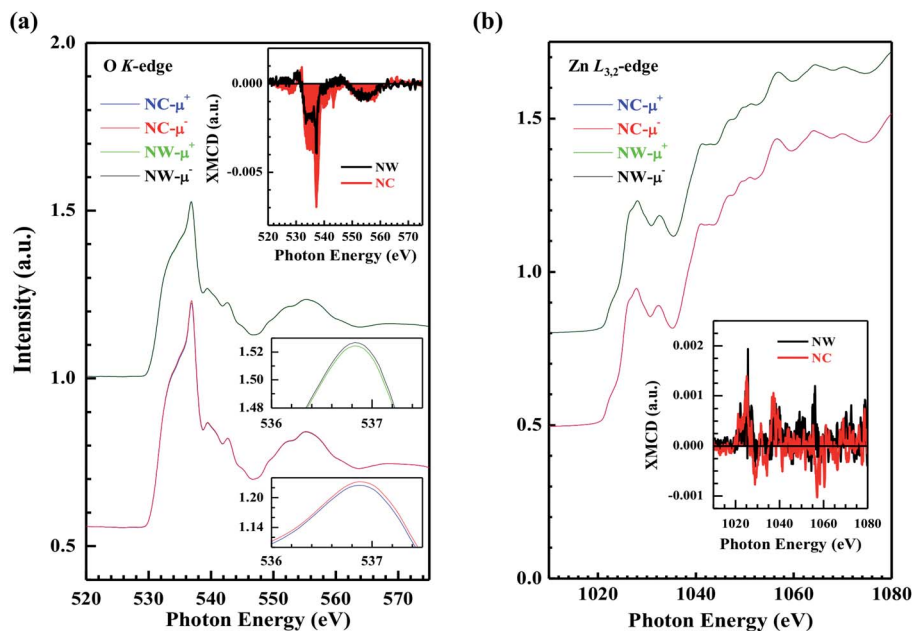 (a)
2.0
1.5
1.0
0.5
Intensity (a.u.)
O K-edge
NC-μ⁺
NC-μ⁻
NW-μ⁺
NW-μ⁻
0.000
-0.005
XMCD (a.u.)
NW
NC
520 530 540 550 560 570
Photon Energy (eV)
1.52
1.50
1.48
536 537
1.20
1.14
536 537
520 530 540 550 560 570
Photon Energy (eV)
(b)
1.5
1.0
0.5
0.0
Zn L₃,₂-edge
NC-μ⁺
NC-μ⁻
NW-μ⁺
NW-μ⁻
0.002
0.001
0.000
-0.001
XMCD (a.u.)
NW
NC
1020 1040 1060 1080
Photon Energy (eV)
1020 1040 1060 1080
Photon Energy (eV)